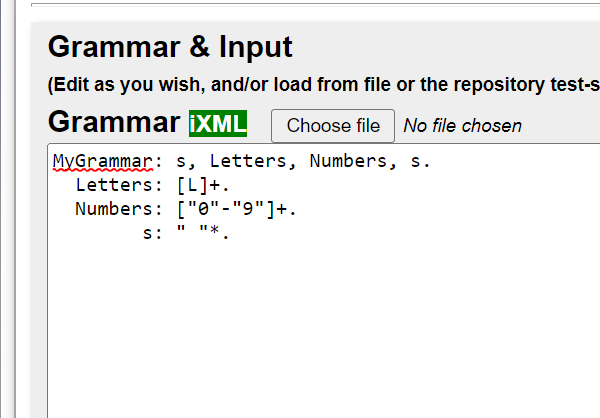 Grammar & Input
(Edit as you wish, and/or load from file or the repository test-s
Grammar iXML Choose file No file chosen
MyGrammar: s, Letters, Numbers, s.
Letters: [L]+.
Numbers: ["0"-"9"]+.
s: " "*.